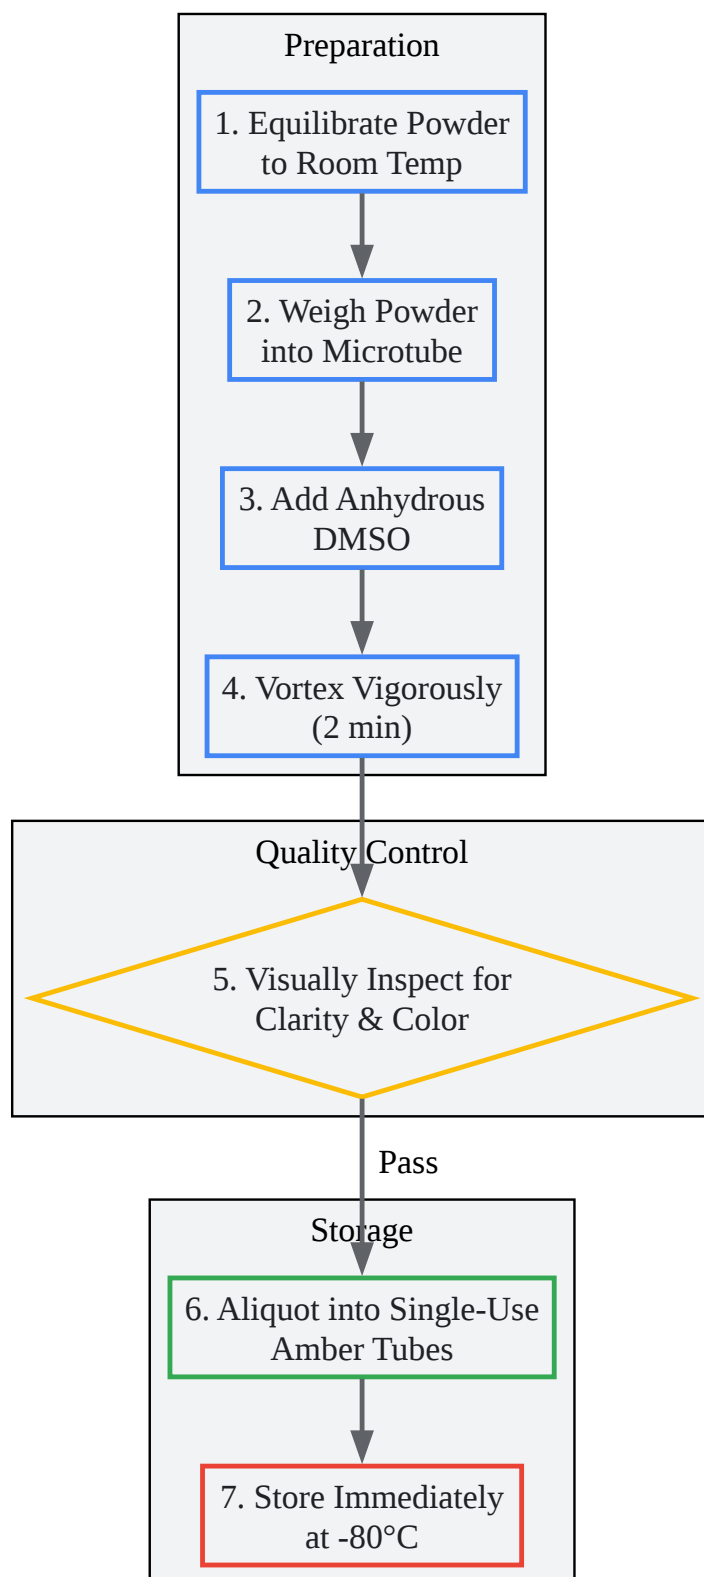 Preparation
1. Equilibrate Powder
to Room Temp
2. Weigh Powder
into Microtube
3. Add Anhydrous
DMSO
4. Vortex Vigorously
(2 min)
Quality Control
5. Visually Inspect for
Clarity & Color
Pass
Storage
6. Aliquot into Single-Use
Amber Tubes
7. Store Immediately
at -80°C